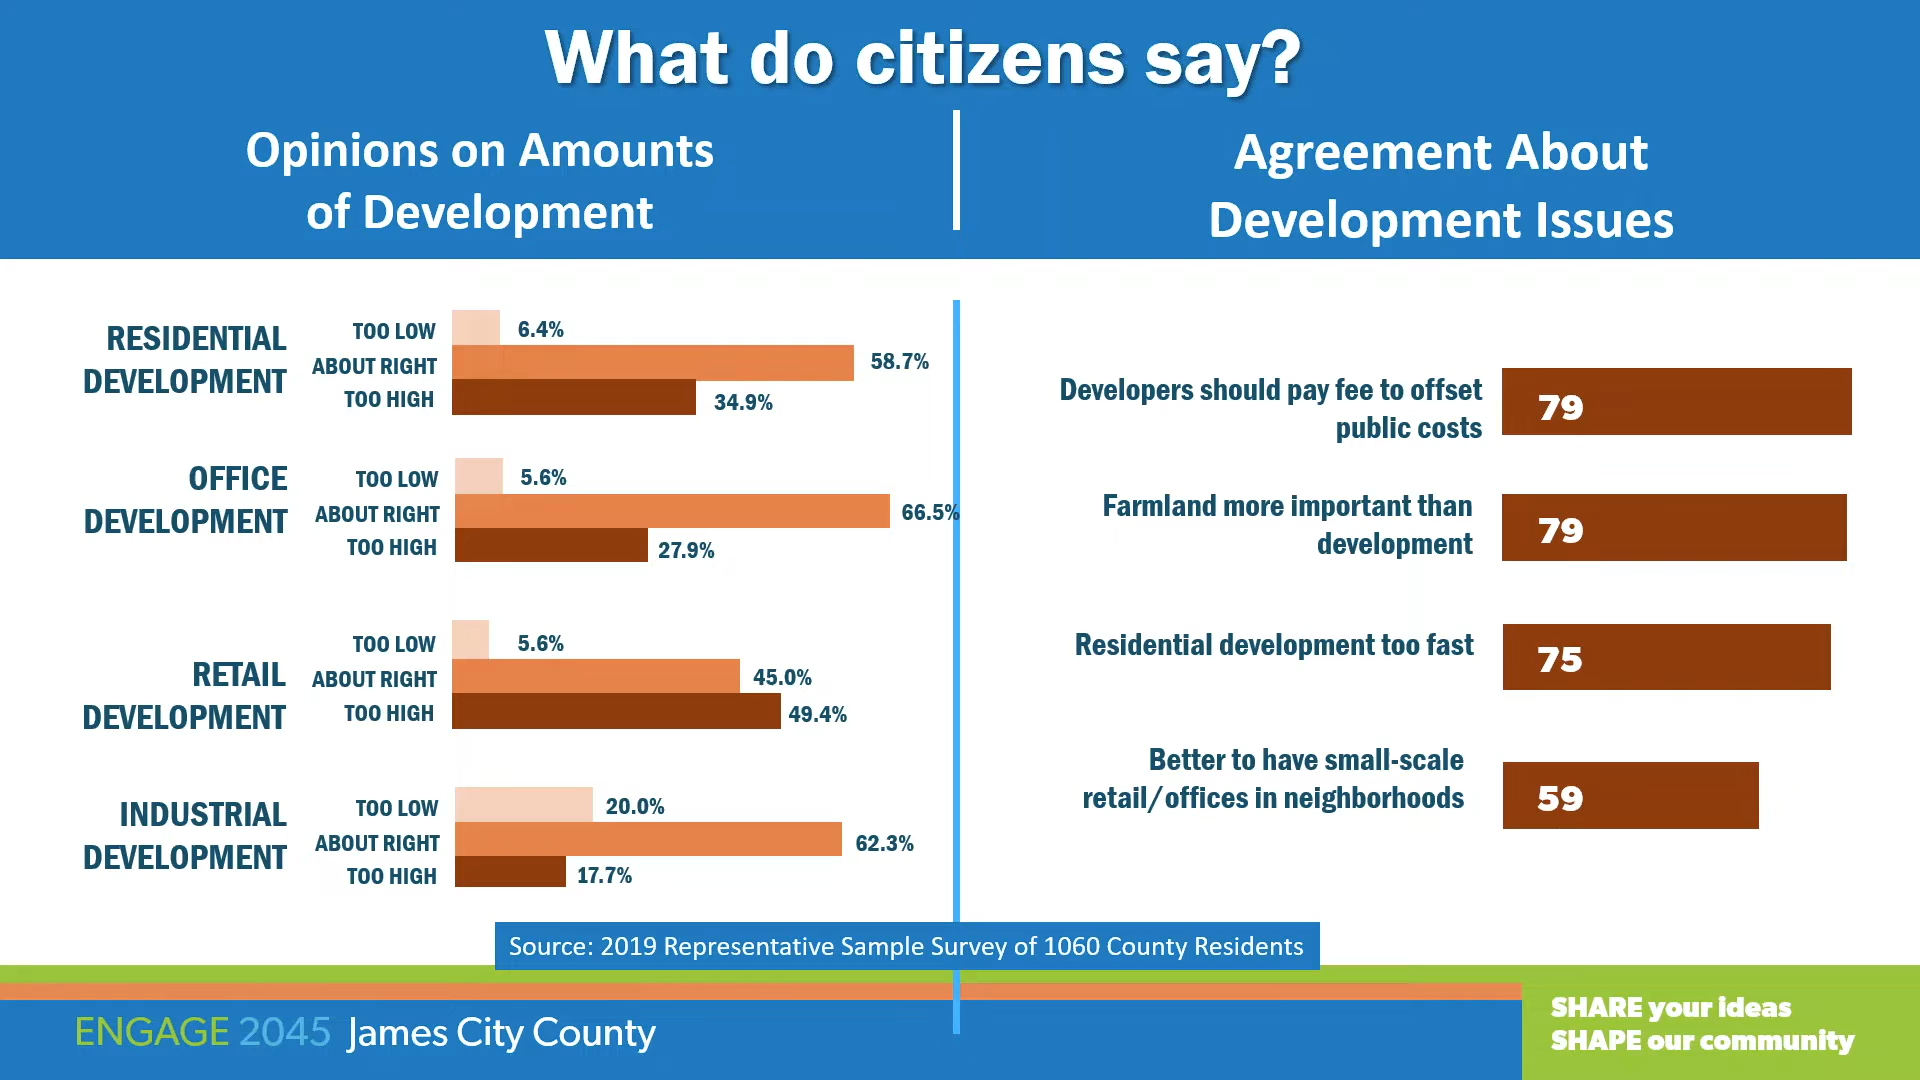 What do citizens say?
Opinions on Amounts
of Development
Agreement About
Development Issues
RESIDENTIAL
DEVELOPMENT
TOO LOW
6.4%
ABOUT RIGHT
58.7%
TOO HIGH
34.9%
OFFICE
DEVELOPMENT
TOO LOW
5.6%
ABOUT RIGHT
66.5%
TOO HIGH
27.9%
RETAIL
DEVELOPMENT
TOO LOW
5.6%
ABOUT RIGHT
45.0%
TOO HIGH
49.4%
INDUSTRIAL
DEVELOPMENT
TOO LOW
20.0%
ABOUT RIGHT
62.3%
TOO HIGH
17.7%
Developers should pay fee to offset
public costs
79
Farmland more important than
development
79
Residential development too fast
75
Better to have small-scale
retail/offices in neighborhoods
59
Source: 2019 Representative Sample Survey of 1060 County Residents
ENGAGE 2045 James City County
SHARE your ideas
SHAPE our community